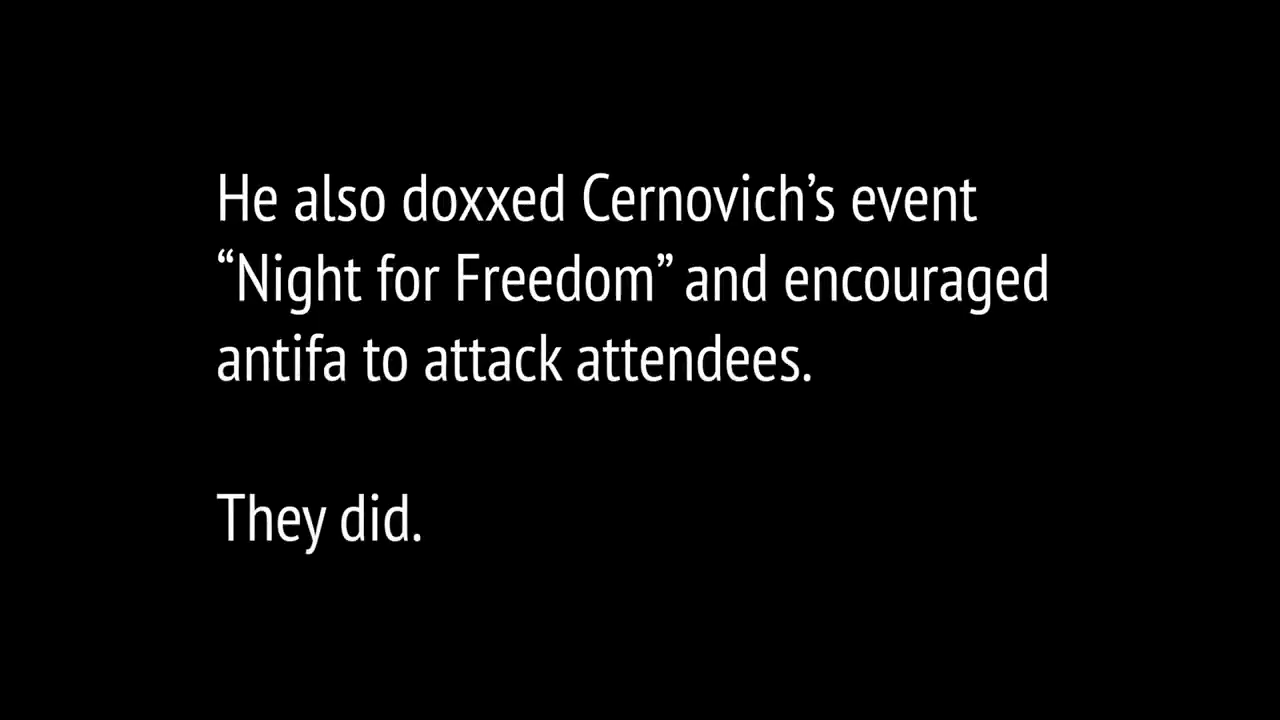 He also doxxed Cernovich’s event
“Night for Freedom” and encouraged
antifa to attack attendees.
They did.